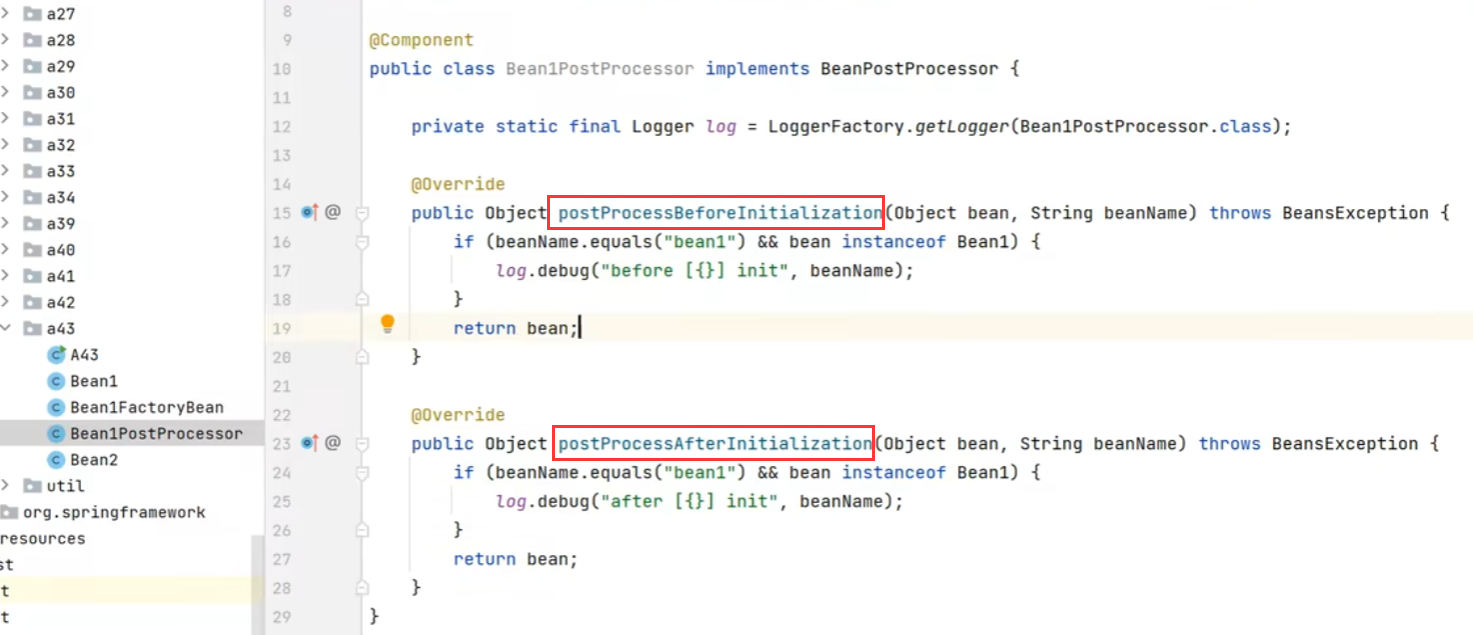 a27
a28
a29
a30
a31
a32
a33
a34
a39
a40
a41
a42
a43
A43
Bean1
Bean1FactoryBean
Bean1PostProcessor
Bean2
util
org.springframework
resources
st
t
t
8
9 @Component
10 public class Bean1PostProcessor implements BeanPostProcessor {
11
12 private static final Logger log = LoggerFactory.getLogger(Bean1PostProcessor.class);
13
14 @Override
15 @ public Object postProcessBeforeInitialization(Object bean, String beanName) throws BeansException {
16 if (beanName.equals("bean1") && bean instanceof Bean1) {
17 log.debug("before [{}] init", beanName);
18 }
19 return bean;
20 }
21
22 @Override
23 @ public Object postProcessAfterInitialization(Object bean, String beanName) throws BeansException {
24 if (beanName.equals("bean1") && bean instanceof Bean1) {
25 log.debug("after [{}] init", beanName);
26 }
27 return bean;
28 }
29 }